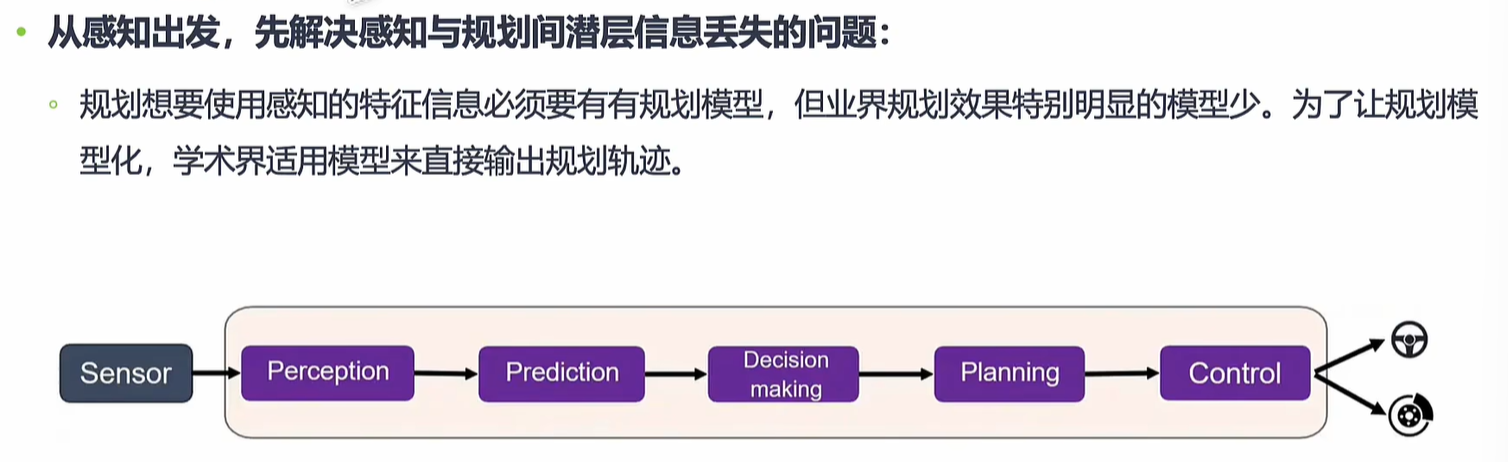 从感知出发，先解决感知与规划间潜层信息丢失的问题：
规划想要使用感知的特征信息必须要有有规划模型，但业界规划效果特别明显的模型少。为了让规划模
型化，学术界适用模型来直接输出规划轨迹。
Sensor
Perception
Prediction
Decision
making
Planning
Control